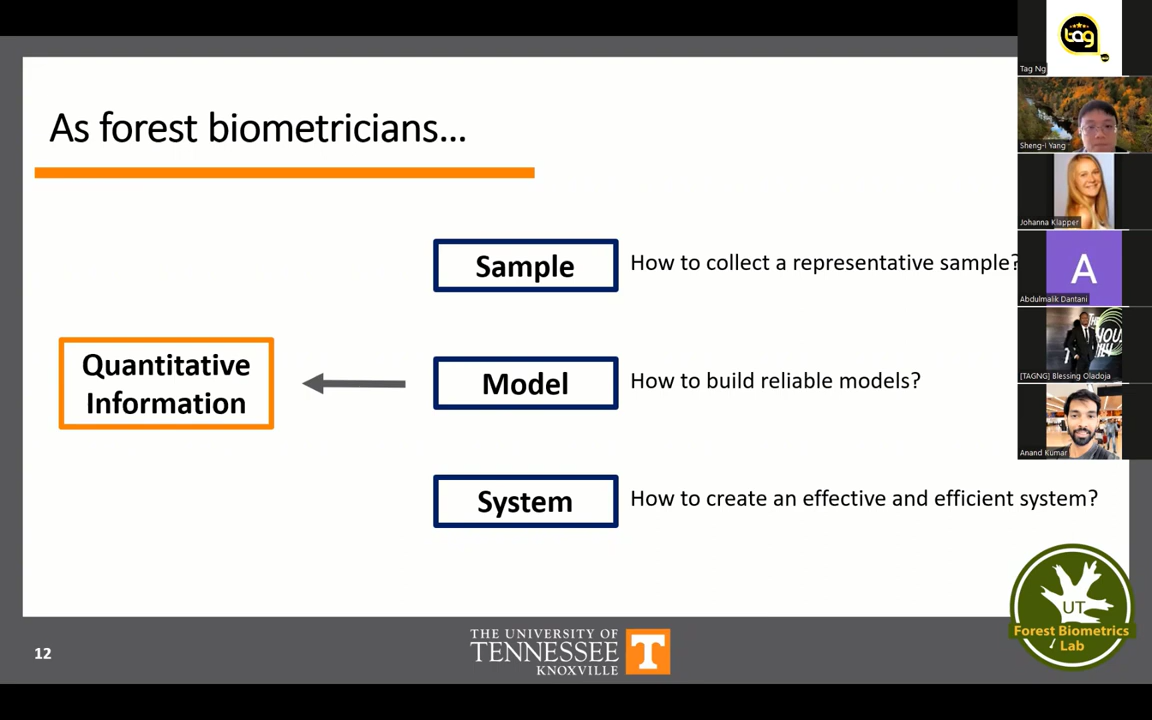 As forest biometricians...
Sample
How to collect a representative sample?
Quantitative
Information
Model
How to build reliable models?
System
How to create an effective and efficient system?
12
THE UNIVERSITY OF
TENNESSEE
KNOXVILLE
T
UT
Forest Biometrics
Lab
tag
Tag Ng
Sheng-i Yang
Johanna Klapper
A
Abdulmalik Dantani
[TAGNG] Blessing Oladoja
Anand Kumar